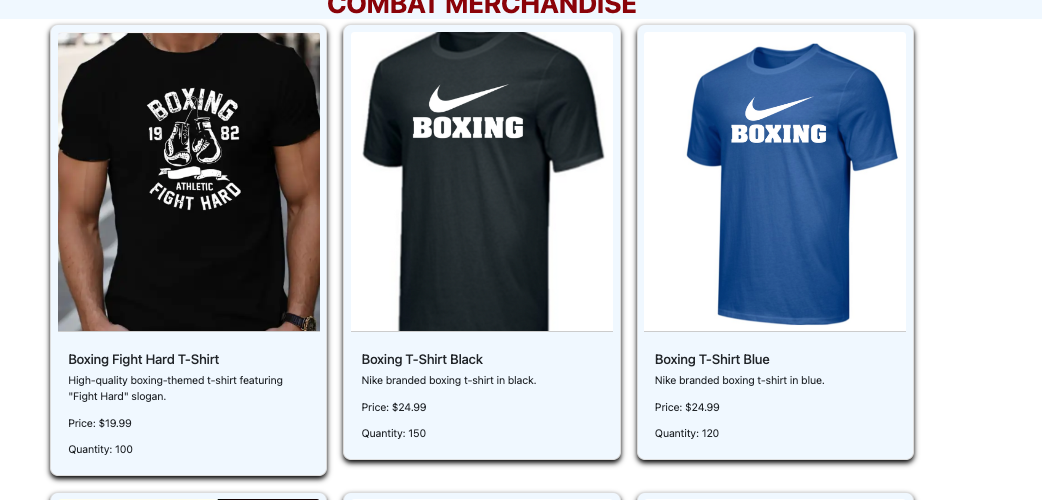 COMBAT MERCHANDISE
BOXING
19 82
ATHLETIC
FIGHT HARD
BOXING
BOXING
Boxing Fight Hard T-Shirt
High-quality boxing-themed t-shirt featuring
"Fight Hard" slogan.
Price: $19.99
Quantity: 100
Boxing T-Shirt Black
Nike branded boxing t-shirt in black.
Price: $24.99
Quantity: 150
Boxing T-Shirt Blue
Nike branded boxing t-shirt in blue.
Price: $24.99
Quantity: 120